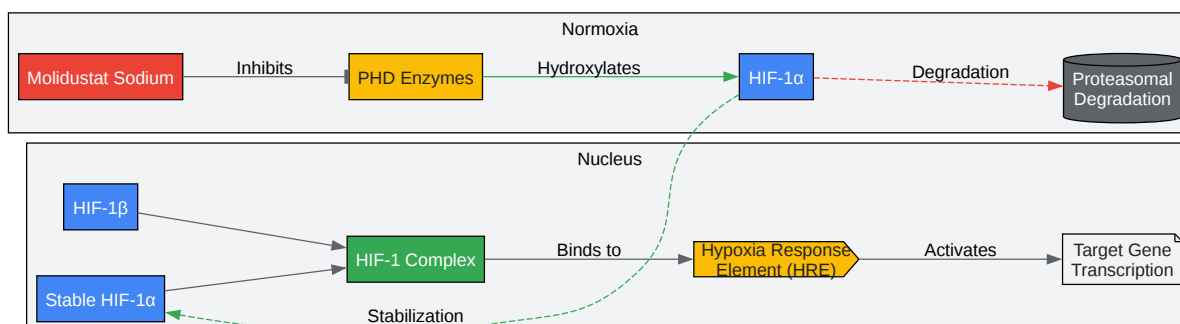 Normoxia
Molidustat Sodium
Inhibits
PHD Enzymes
Hydroxylates
HIF-1α
Degradation
Proteasomal
Degradation
Nucleus
HIF-1β
HIF-1 Complex
Binds to
Hypoxia Response
Element (HRE)
Activates
Target Gene
Transcription
Stable HIF-1α
Stabilization